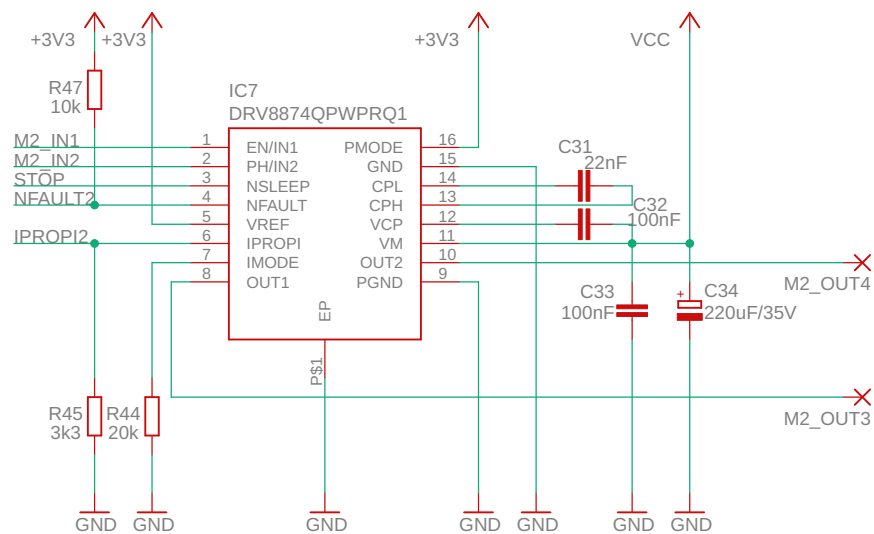 +3V3
+3V3
+3V3
VCC
R47
10k
IC7
DRV8874QPWPRQ1
M2_IN1
M2_IN2
STOP
NFAULT2
IPROPI2
1 EN/IN1
2 PH/IN2
3 NSLEEP
4 NFAULT
5 VREF
6 IPROPI
7 IMODE
8 OUT1
PMODE 16
GND 15
CPL 14
CPH 13
VCP 12
VM 11
OUT2 10
PGND 9
EP
P$1
C31
22nF
C32
100nF
C33
100nF
+
C34
220uF/35V
M2_OUT4
M2_OUT3
R45
3k3
R44
20k
GND
GND
GND
GND
GND
GND
GND